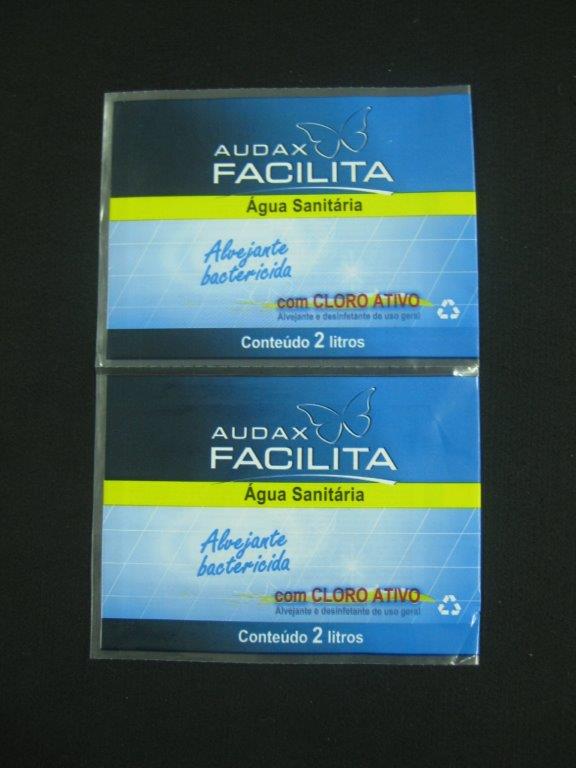 AUDAX
FACILITA
Água Sanitária
Alvejante
bactericida
com CLORO ATIVO
Alvejante e desinfetante de uso geral
Conteúdo 2 litros
AUDAX
FACILITA
Água Sanitária
Alvejante
bactericida
com CLORO ATIVO
Alvejante e desinfetante de uso geral
Conteúdo 2 litros